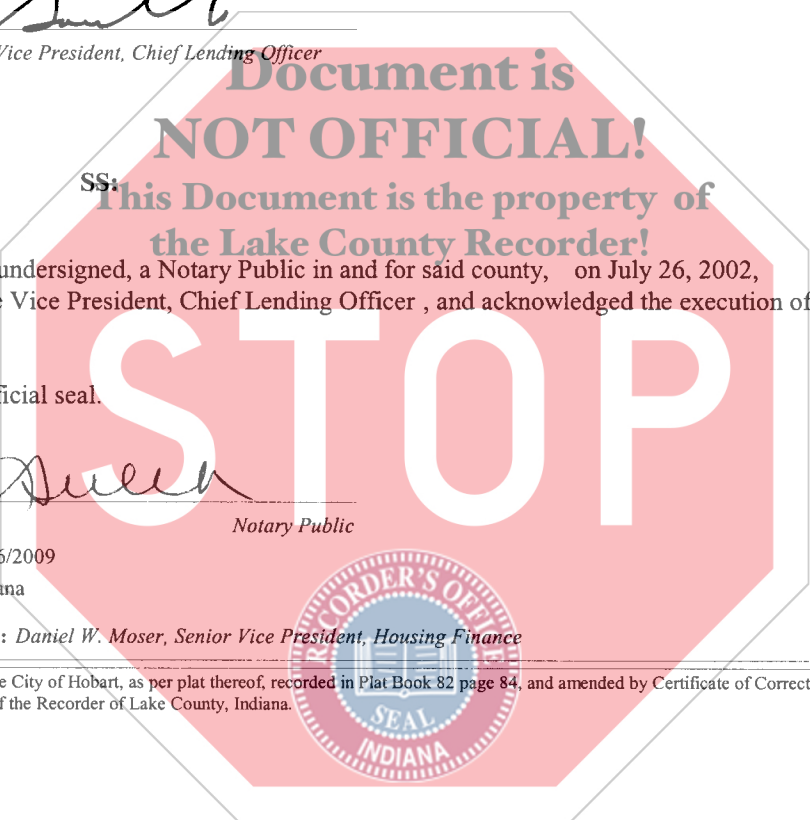 Vice President, Chief Lending Officer
Document is
NOT OFFICIAL!
SS:
This Document is the property of
the Lake County Recorder!
undersigned, a Notary Public in and for said county, on July 26, 2002,
Vice President, Chief Lending Officer , and acknowledged the execution of
STOP
ficial seal.
Notary Public
6/2009
ana
: Daniel W. Moser, Senior Vice President, Housing Finance
RECORDER'S OFFICE
e City of Hobart, as per plat thereof, recorded in Plat Book 82 page 84, and amended by Certificate of Correct
f the Recorder of Lake County, Indiana.
SEAL
INDIANA